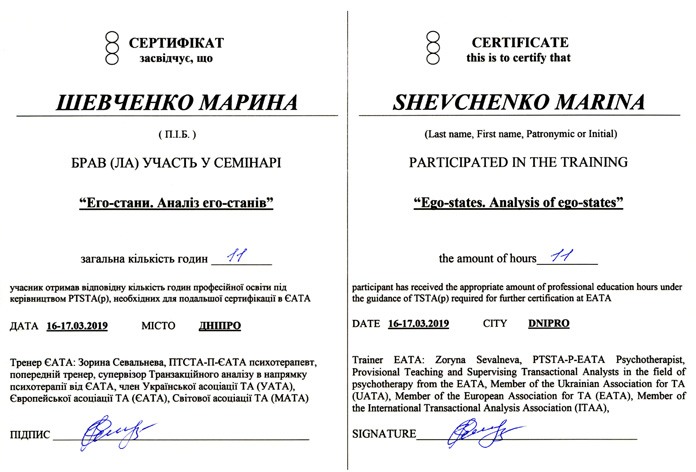 СЕРТИФІКАТ
засвідчує, що
ШЕВЧЕНКО МАРИНА
( П.І.Б. )
БРАВ (ЛА) УЧАСТЬ У СЕМІНАРІ
“Его-стани. Аналіз его-станів”
загальна кількість годин 11
учасник отримав відповідну кількість годин професійної освіти під
керівництвом PTSTA(p), необхідних для подальшої сертифікації в ЄАТА
ДАТА 16-17.03.2019 МІСТО ДНІПРО
Тренер ЄАТА: Зорина Севальнева, ПТСТА-П-ЄАТА психотерапевт,
попередній тренер, супервізор Транзакційного аналізу в напрямку
психотерапії від ЄАТА, член Української асоціації ТА (УАТА),
Європейської асоціації ТА (ЄАТА), Світової асоціації ТА (МАТА)
ПІДПИС
CERTIFICATE
this is to certify that
SHEVCHENKO MARINA
(Last name, First name, Patronymic or Initial)
PARTICIPATED IN THE TRAINING
“Ego-states. Analysis of ego-states”
the amount of hours 11
participant has received the appropriate amount of professional education hours under
the guidance of TSTA(p) required for further certification at EATA
DATE 16-17.03.2019 CITY DNIPRO
Trainer EATA: Zoryna Sevalneva, PTSTA-P-EATA Psychotherapist,
Provisional Teaching and Supervising Transactional Analysts in the field of
psychotherapy from the EATA, Member of the Ukrainian Association for TA
(UATA), Member of the European Association for TA (EATA), Member of
the International Transactional Analysis Association (ITAA),
SIGNATURE